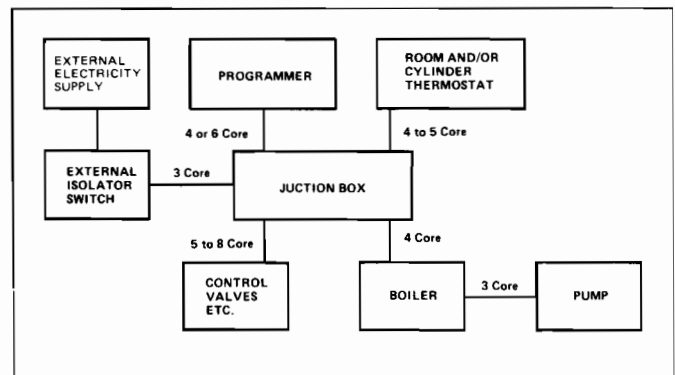 EXTERNAL
ELECTRICITY
SUPPLY
PROGRAMMER
ROOM AND/OR
CYLINDER
THERMOSTAT
4 or 6 Core
4 to 5 Core
EXTERNAL
ISOLATOR
SWITCH
3 Core
JUCTION BOX
5 to 8 Core
4 Core
CONTROL
VALVES
ETC.
BOILER
3 Core
PUMP